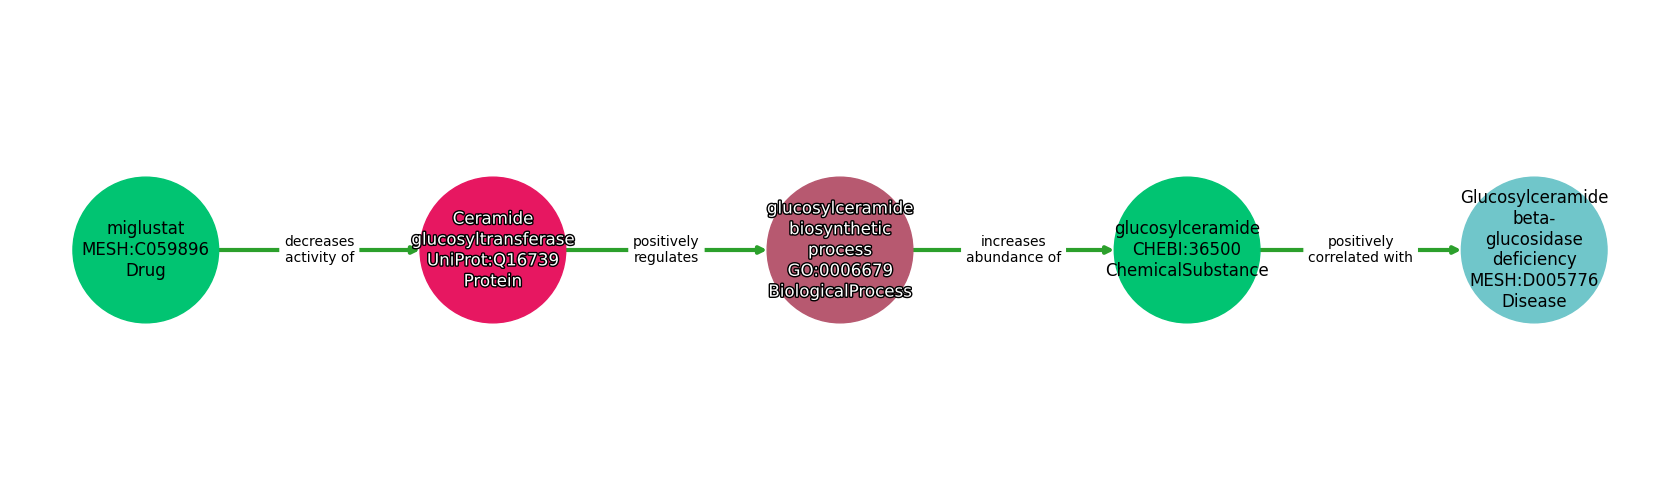 miglustat
MESH:C059896
Drug
decreases
activity of
Ceramide
glucosyltransferase
UniProt:Q16739
Protein
positively
regulates
glucosylceramide
biosynthetic
process
GO:0006679
BiologicalProcess
increases
abundance of
glucosylceramide
CHEBI:36500
ChemicalSubstance
positively
correlated with
Glucosylceramide
beta-
glucosidase
deficiency
MESH:D005776
Disease